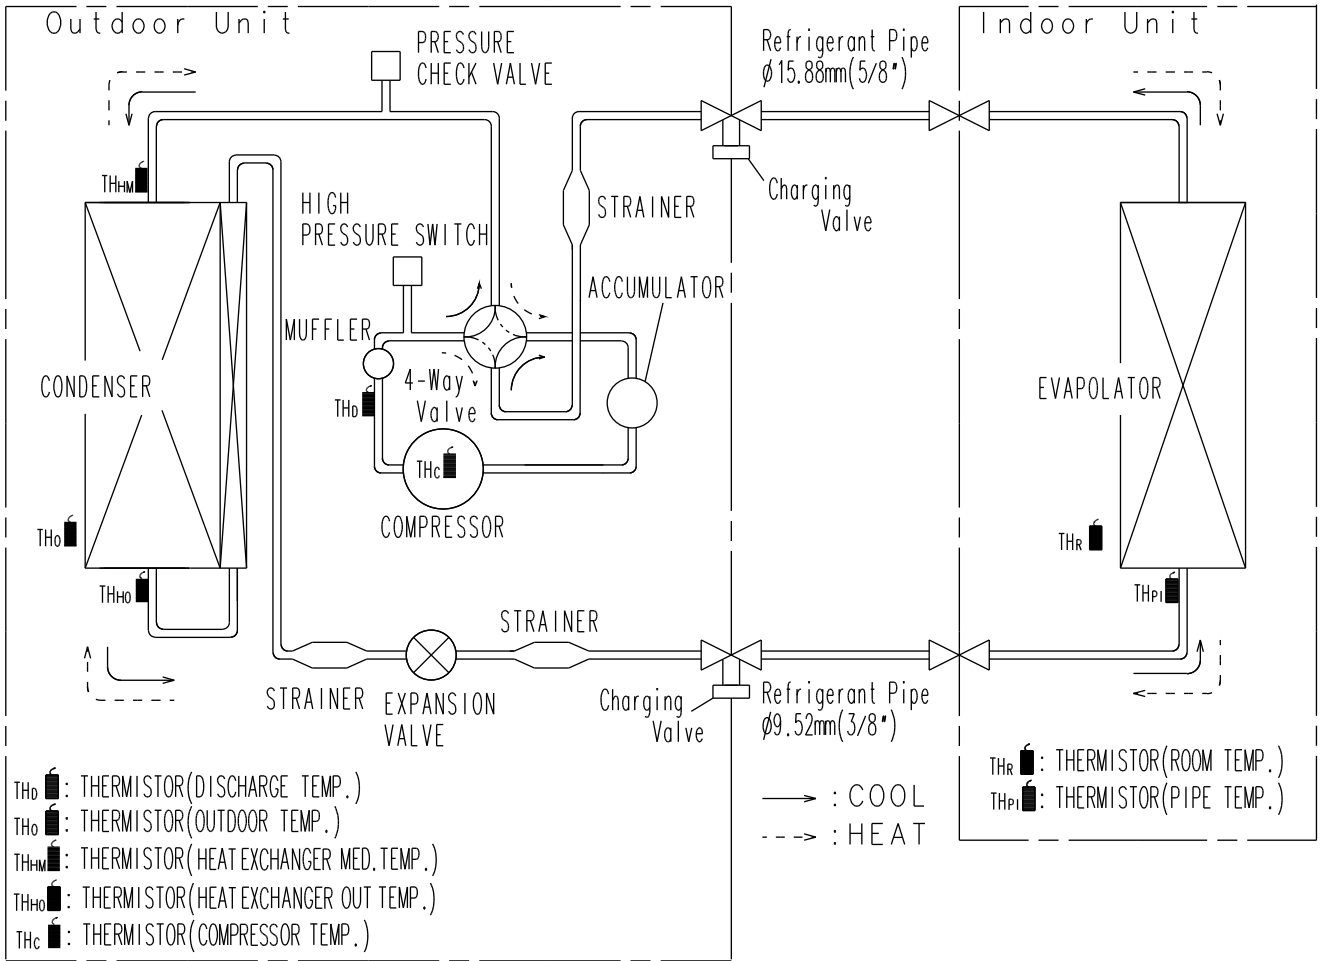 Outdoor Unit
Indoor Unit
PRESSURE
CHECK VALVE
Refrigerant Pipe
ϕ15.88mm(5/8")
THHM
HIGH
PRESSURE SWITCH
STRAINER
Charging
Valve
ACCUMULATOR
MUFFLER
4-Way
Valve
CONDENSER
THD
THC
COMPRESSOR
EVAPOLATOR
THO
THR
THHO
THPI
STRAINER
STRAINER
EXPANSION
VALVE
Charging
Valve
Refrigerant Pipe
ϕ9.52mm(3/8")
THD : THERMISTOR(DISCHARGE TEMP.)
THO : THERMISTOR(OUTDOOR TEMP.)
THHM : THERMISTOR(HEAT EXCHANGER MED.TEMP.)
THHO : THERMISTOR(HEAT EXCHANGER OUT TEMP.)
THC : THERMISTOR(COMPRESSOR TEMP.)
: COOL
: HEAT
THR : THERMISTOR(ROOM TEMP.)
THPI : THERMISTOR(PIPE TEMP.)